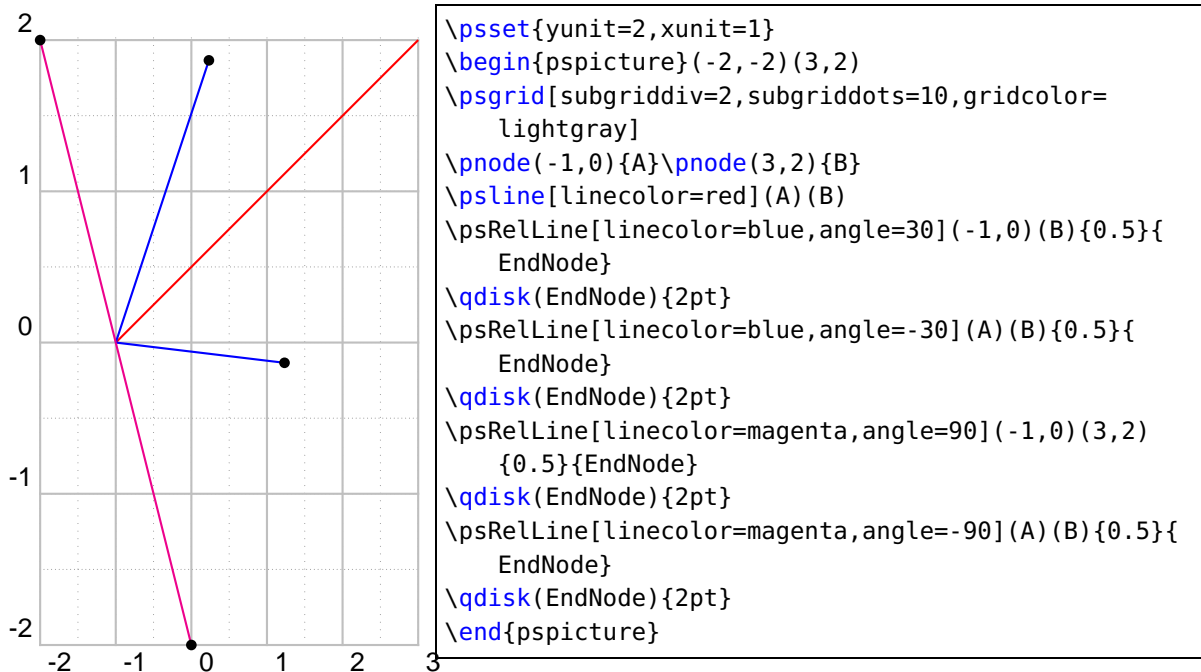 2
1
0
-1
-2
-2 -1 0 1 2 3
\psset{yunit=2,xunit=1}
\begin{pspicture}(-2,-2)(3,2)
\psgrid[subgriddiv=2,subgriddots=10,gridcolor=
lightgray]
\pnode(-1,0){A}\pnode(3,2){B}
\psline[linecolor=red](A)(B)
\psRelLine[linecolor=blue,angle=30](-1,0)(B){0.5}{
EndNode}
\qdisk(EndNode){2pt}
\psRelLine[linecolor=blue,angle=-30](A)(B){0.5}{
EndNode}
\qdisk(EndNode){2pt}
\psRelLine[linecolor=magenta,angle=90](-1,0)(3,2)
{0.5}{EndNode}
\qdisk(EndNode){2pt}
\psRelLine[linecolor=magenta,angle=-90](A)(B){0.5}{
EndNode}
\qdisk(EndNode){2pt}
\end{pspicture}